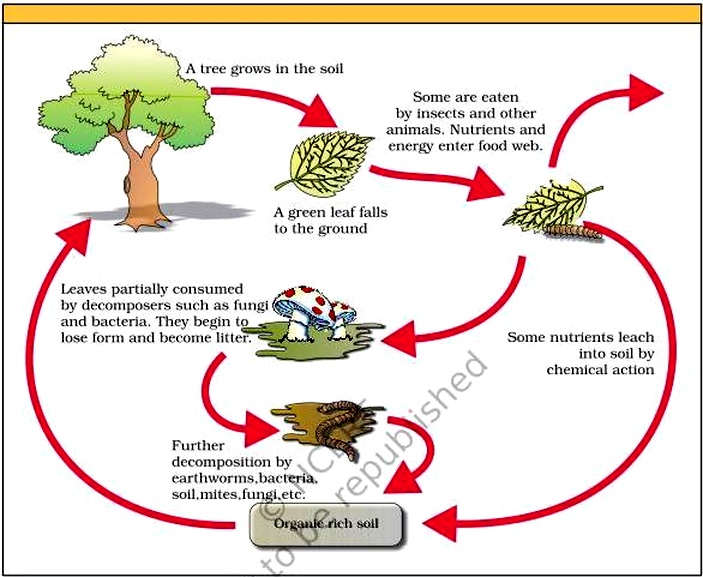 A tree grows in the soil
Some are eaten
by insects and other
animals. Nutrients and
energy enter food web.
A green leaf falls
to the ground
Leaves partially consumed
by decomposers such as fungi
and bacteria. They begin to
lose form and become litter.
Some nutrients leach
into soil by
chemical action
Further
decomposition by
earthworms,bacteria,
soil,mites,fungi,etc.
Organic rich soil
to be republished